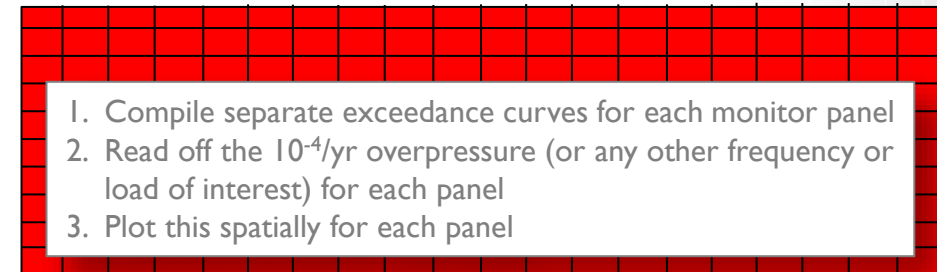 1. Compile separate exceedance curves for each monitor panel
2. Read off the 10⁻⁴/yr overpressure (or any other frequency or
load of interest) for each panel
3. Plot this spatially for each panel